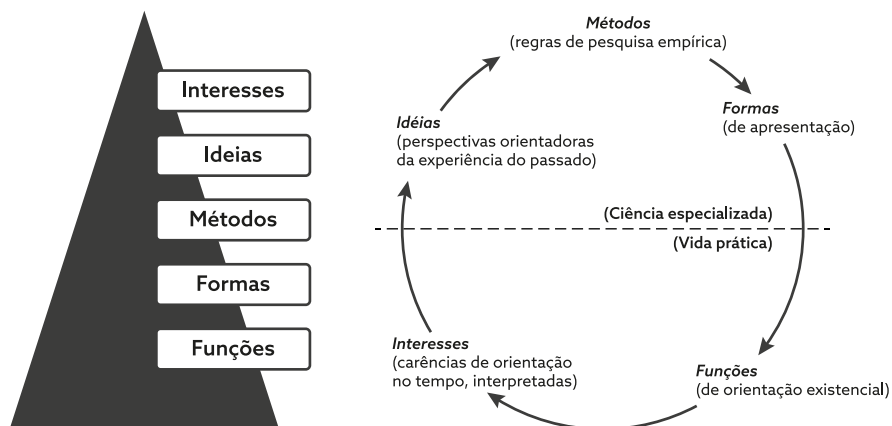 Interesses
Ideias
Métodos
Formas
Funções
Métodos
(regras de pesquisa empírica)
Formas
(de apresentação)
Idéias
(perspectivas orientadoras
da experiência do passado)
(Ciência especializada)
(Vida prática)
Interesses
(carências de orientação
no tempo, interpretadas)
Funções
(de orientação existencial)